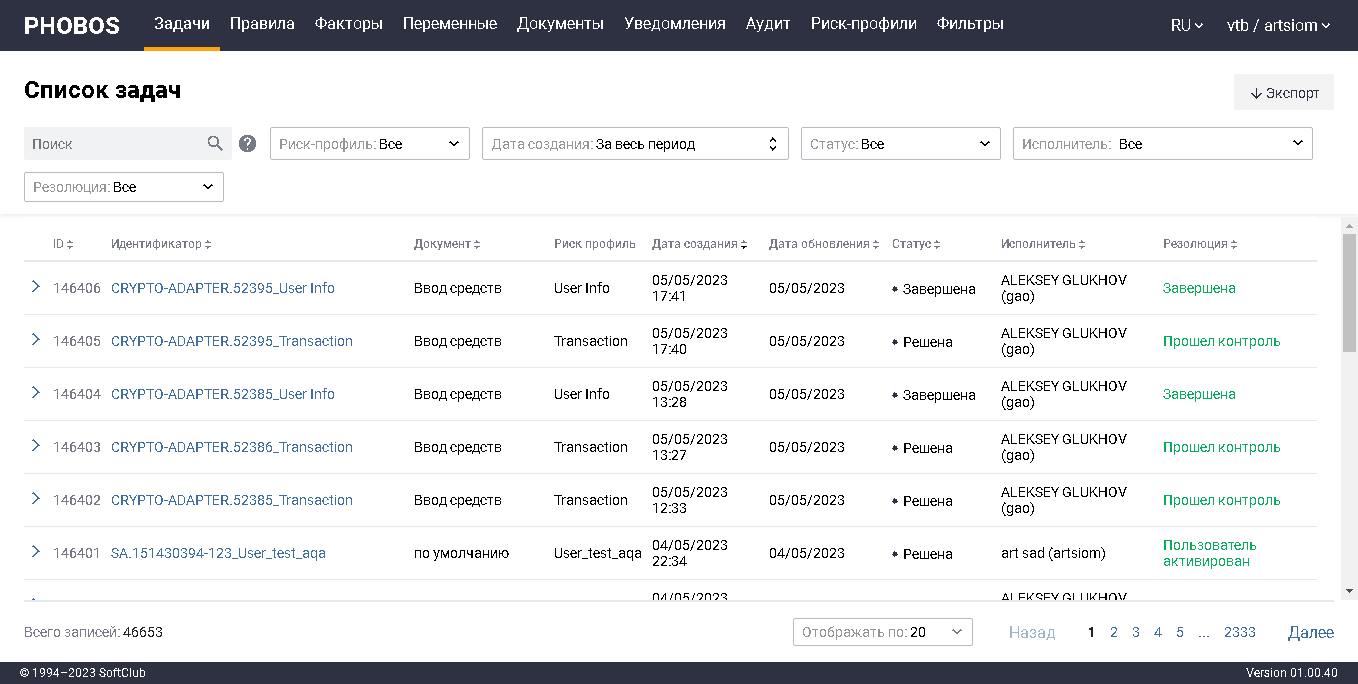 PHOBOS Задачи Правила Факторы Переменные Документы Уведомления Аудит Риск-профили Фильтры RU vtb / artsiom
Список задач
Экспорт
Поиск Риск-профиль: Все Дата создания: За весь период Статус: Все Исполнитель: Все
Резолюция: Все
ID Идентификатор Документ Риск профиль Дата создания Дата обновления Статус Исполнитель Резолюция
146406 CRYPTO-ADAPTER.52395_User Info Ввод средств User Info 05/05/2023 17:41 05/05/2023 Завершена ALEKSEY GLUKHOV (gao) Завершена
146405 CRYPTO-ADAPTER.52395_Transaction Ввод средств Transaction 05/05/2023 17:40 05/05/2023 Решена ALEKSEY GLUKHOV (gao) Прошел контроль
146404 CRYPTO-ADAPTER.52385_User Info Ввод средств User Info 05/05/2023 13:28 05/05/2023 Завершена ALEKSEY GLUKHOV (gao) Завершена
146403 CRYPTO-ADAPTER.52386_Transaction Ввод средств Transaction 05/05/2023 13:27 05/05/2023 Решена ALEKSEY GLUKHOV (gao) Прошел контроль
146402 CRYPTO-ADAPTER.52385_Transaction Ввод средств Transaction 05/05/2023 12:33 05/05/2023 Решена ALEKSEY GLUKHOV (gao) Прошел контроль
146401 SA.151430394-123_User_test_aqa по умолчанию User_test_aqa 04/05/2023 22:34 04/05/2023 Решена art sad (artsiom) Пользователь активирован
04/05/2023 ALEKSEY GLUKHOV
Всего записей: 46653 Отображать по: 20 Назад 1 2 3 4 5 ... 2333 Далее
© 1994–2023 SoftClub Version 01.00.40